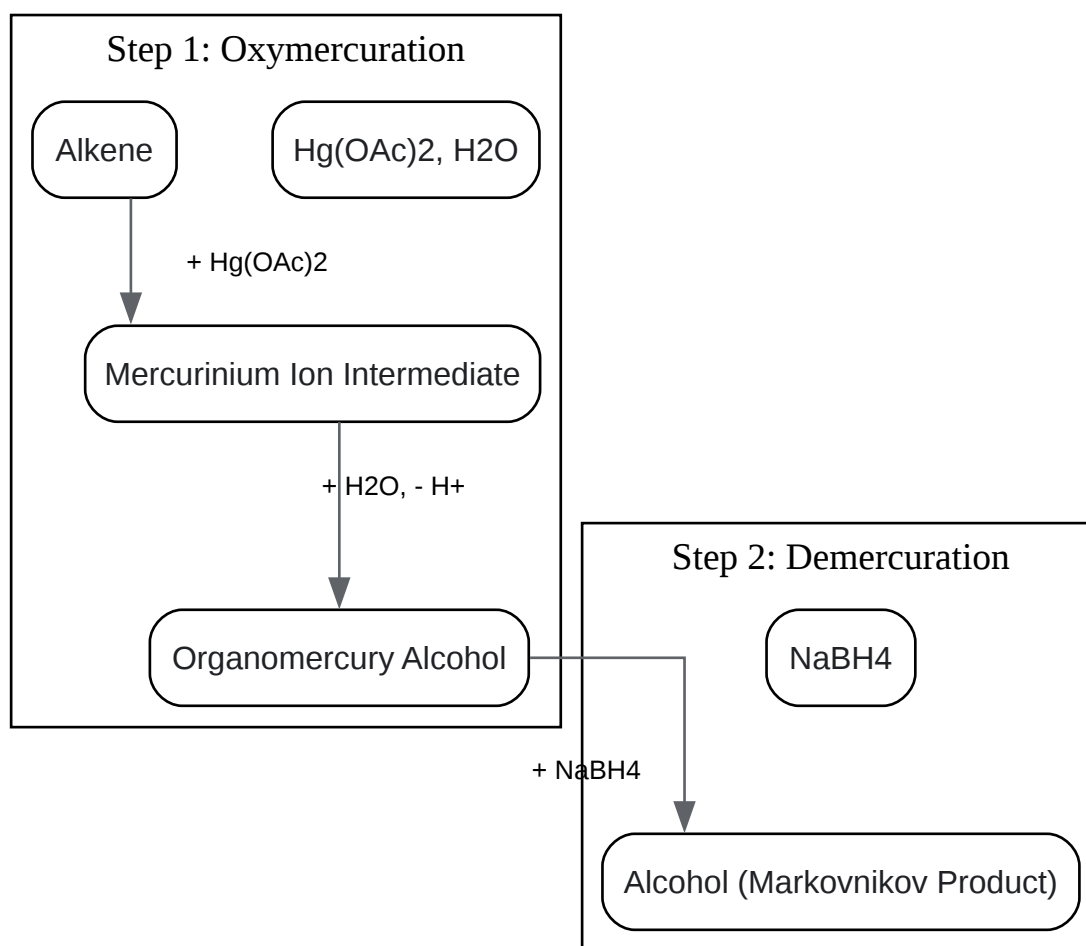 Step 1: Oxymercuration
Alkene
Hg(OAc)2, H2O
+ Hg(OAc)2
Mercurinium Ion Intermediate
+ H2O, - H+
Organomercury Alcohol
Step 2: Demercuration
NaBH4
+ NaBH4
Alcohol (Markovnikov Product)